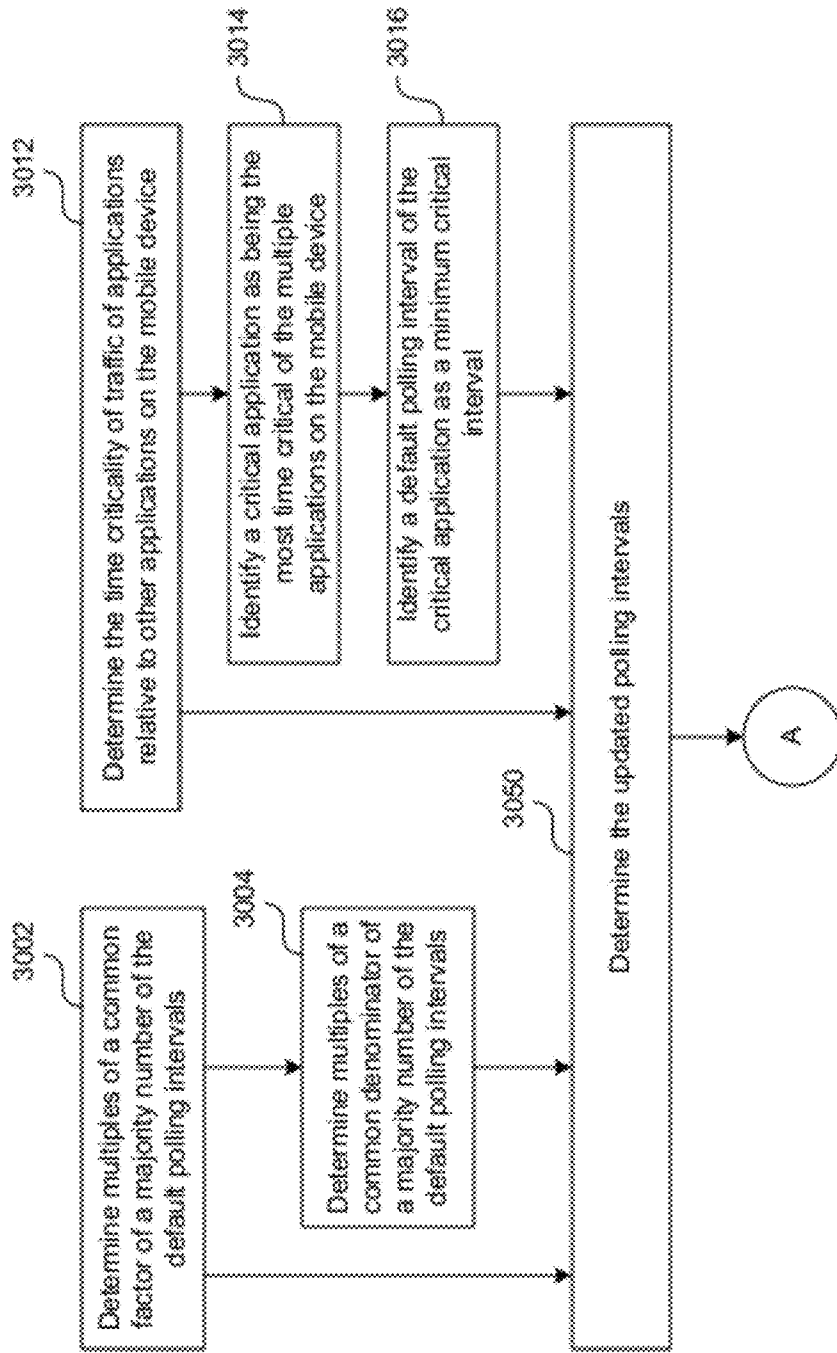 3002
Determine multiples of a common
factor of a majority number of the
default polling intervals
3004
Determine multiples of a
common denominator of
a majority number of the
default polling intervals
3012
Determine the time criticality of traffic of applications
relative to other applications on the mobile device
3014
Identify a critical application as being the
most time critical of the multiple
applications on the mobile device
3016
Identify a default polling interval of the
critical application as a minimum critical
interval
3050
Determine the updated polling intervals
A